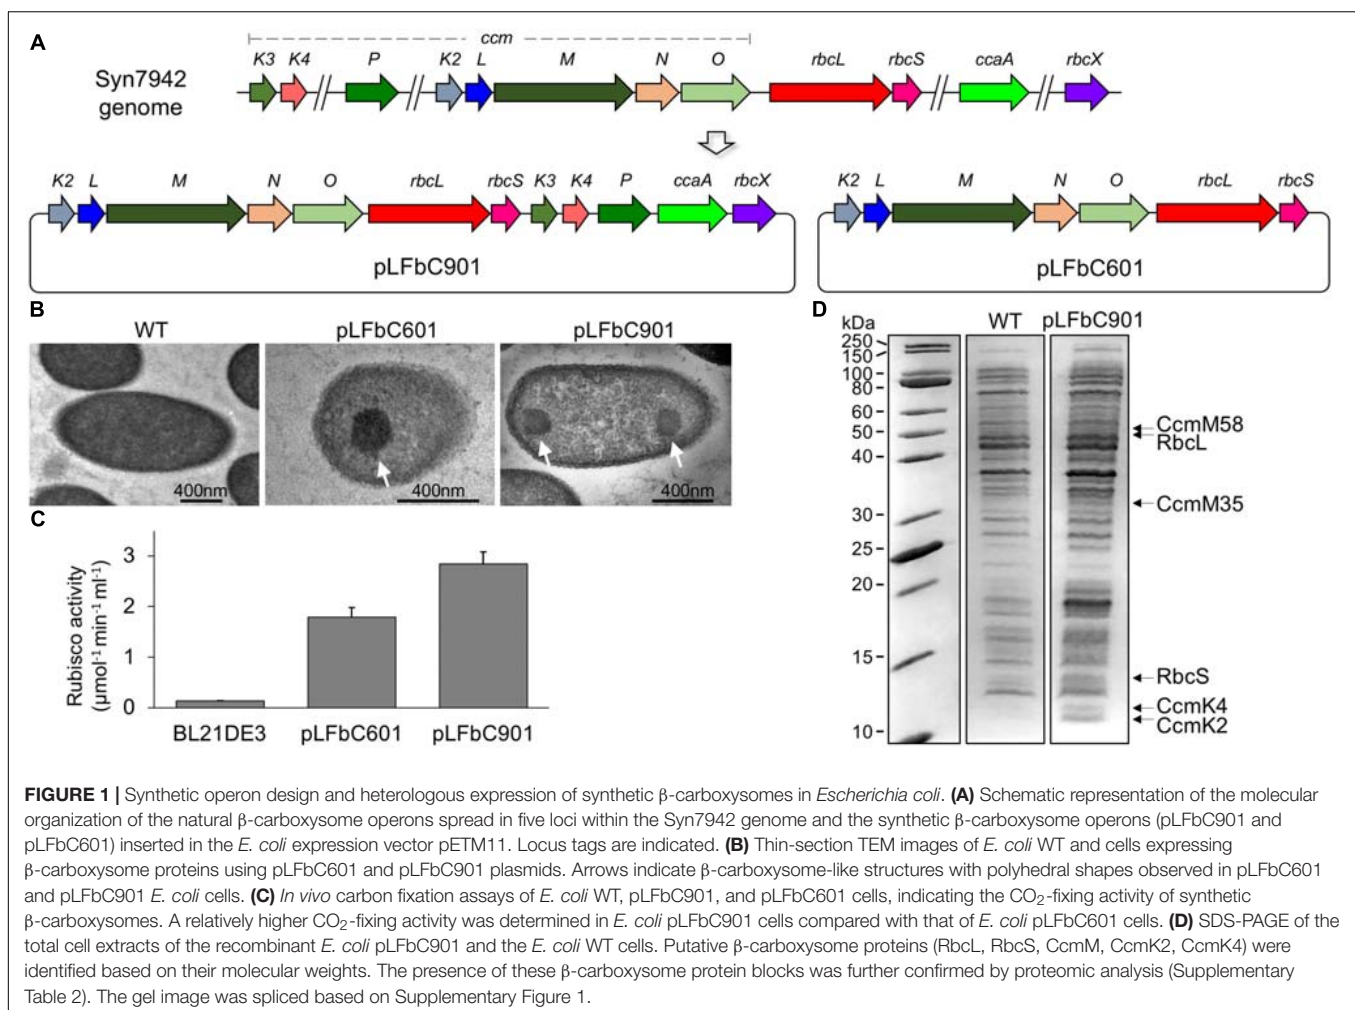 A
ccm
K3 K4 P K2 L M N O rbcL rbcS ccaA rbcX
Syn7942
genome
K2 L M N O rbcL rbcS K3 K4 P ccaA rbcX
pLFbC901
K2 L M N O rbcL rbcS
pLFbC601
B
WT pLFbC601 pLFbC901
400nm 400nm 400nm
C
Rubisco activity
(µmol⁻¹ min⁻¹ ml⁻¹)
3
2
1
0
BL21DE3 pLFbC601 pLFbC901
D
kDa WT pLFbC901
250
150
100
80
60
50
40
30
25
20
15
10
CcmM58
RbcL
CcmM35
RbcS
CcmK4
CcmK2
FIGURE 1 | Synthetic operon design and heterologous expression of synthetic β-carboxysomes in Escherichia coli. (A) Schematic representation of the molecular
organization of the natural β-carboxysome operons spread in five loci within the Syn7942 genome and the synthetic β-carboxysome operons (pLFbC901 and
pLFbC601) inserted in the E. coli expression vector pETM11. Locus tags are indicated. (B) Thin-section TEM images of E. coli WT and cells expressing
β-carboxysome proteins using pLFbC601 and pLFbC901 plasmids. Arrows indicate β-carboxysome-like structures with polyhedral shapes observed in pLFbC601
and pLFbC901 E. coli cells. (C) In vivo carbon fixation assays of E. coli WT, pLFbC901, and pLFbC601 cells, indicating the CO₂-fixing activity of synthetic
β-carboxysomes. A relatively higher CO₂-fixing activity was determined in E. coli pLFbC901 cells compared with that of E. coli pLFbC601 cells. (D) SDS-PAGE of the
total cell extracts of the recombinant E. coli pLFbC901 and the E. coli WT cells. Putative β-carboxysome proteins (RbcL, RbcS, CcmM, CcmK2, CcmK4) were
identified based on their molecular weights. The presence of these β-carboxysome protein blocks was further confirmed by proteomic analysis (Supplementary
Table 2). The gel image was spliced based on Supplementary Figure 1.